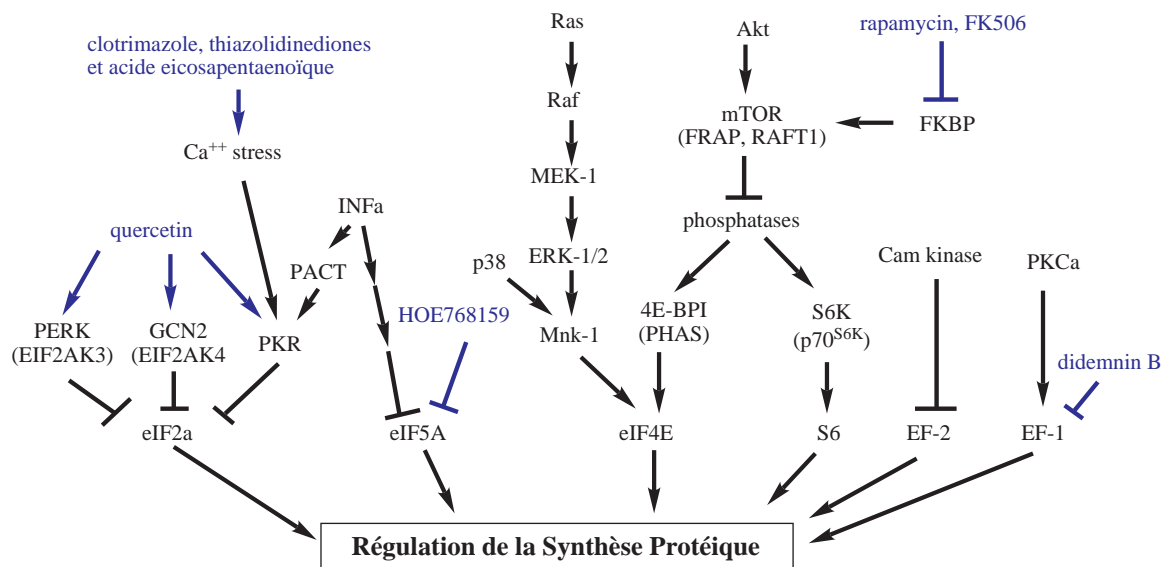 Ras
Akt
rapamycin, FK506
clotrimazole, thiazolidinediones
et acide eicosapentaenoïque
Raf
mTOR
(FRAP, RAFT1)
FKBP
Ca++ stress
MEK-1
INFa
phosphatases
quercetin
PACT
p38
ERK-1/2
Cam kinase
PKCa
HOE768159
4E-BPI
(PHAS)
S6K
(p70S6K)
PERK
(EIF2AK3)
GCN2
(EIF2AK4
PKR
Mnk-1
didemnin B
eIF2a
eIF5A
eIF4E
S6
EF-2
EF-1
Régulation de la Synthèse Protéique